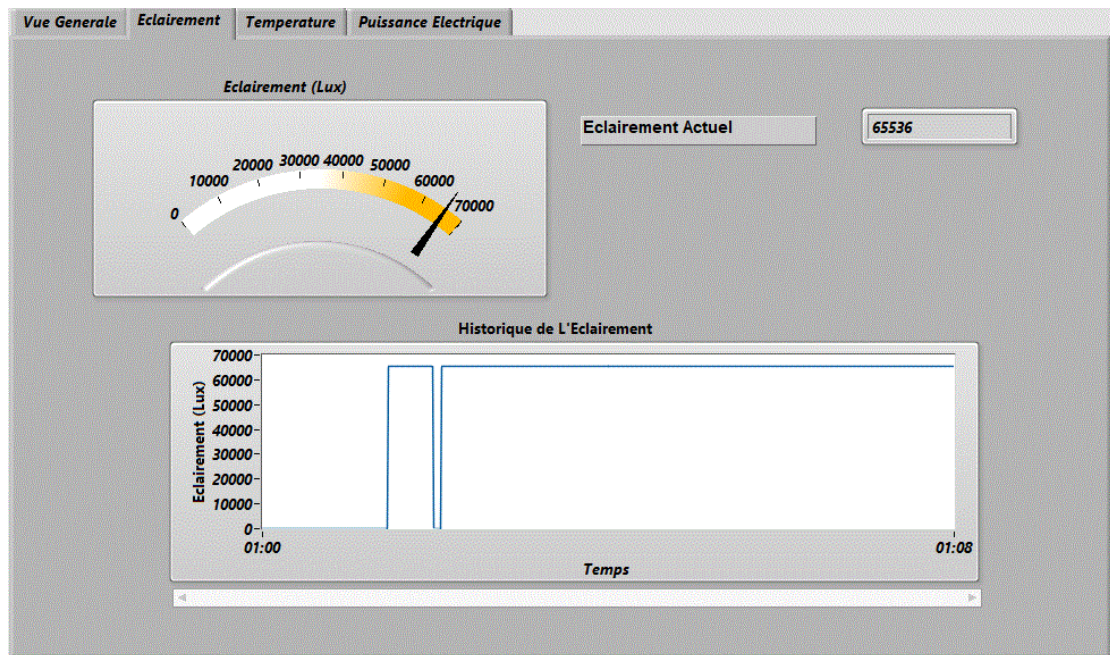 Vue Generale Eclairement Temperature Puissance Electrique
Eclairement (Lux)
Eclairement Actuel 65536
0 10000 20000 30000 40000 50000 60000 70000
Historique de L'Eclairement
Eclairement (Lux)
70000
60000
50000
40000
30000
20000
10000
0
01:00 01:08
Temps